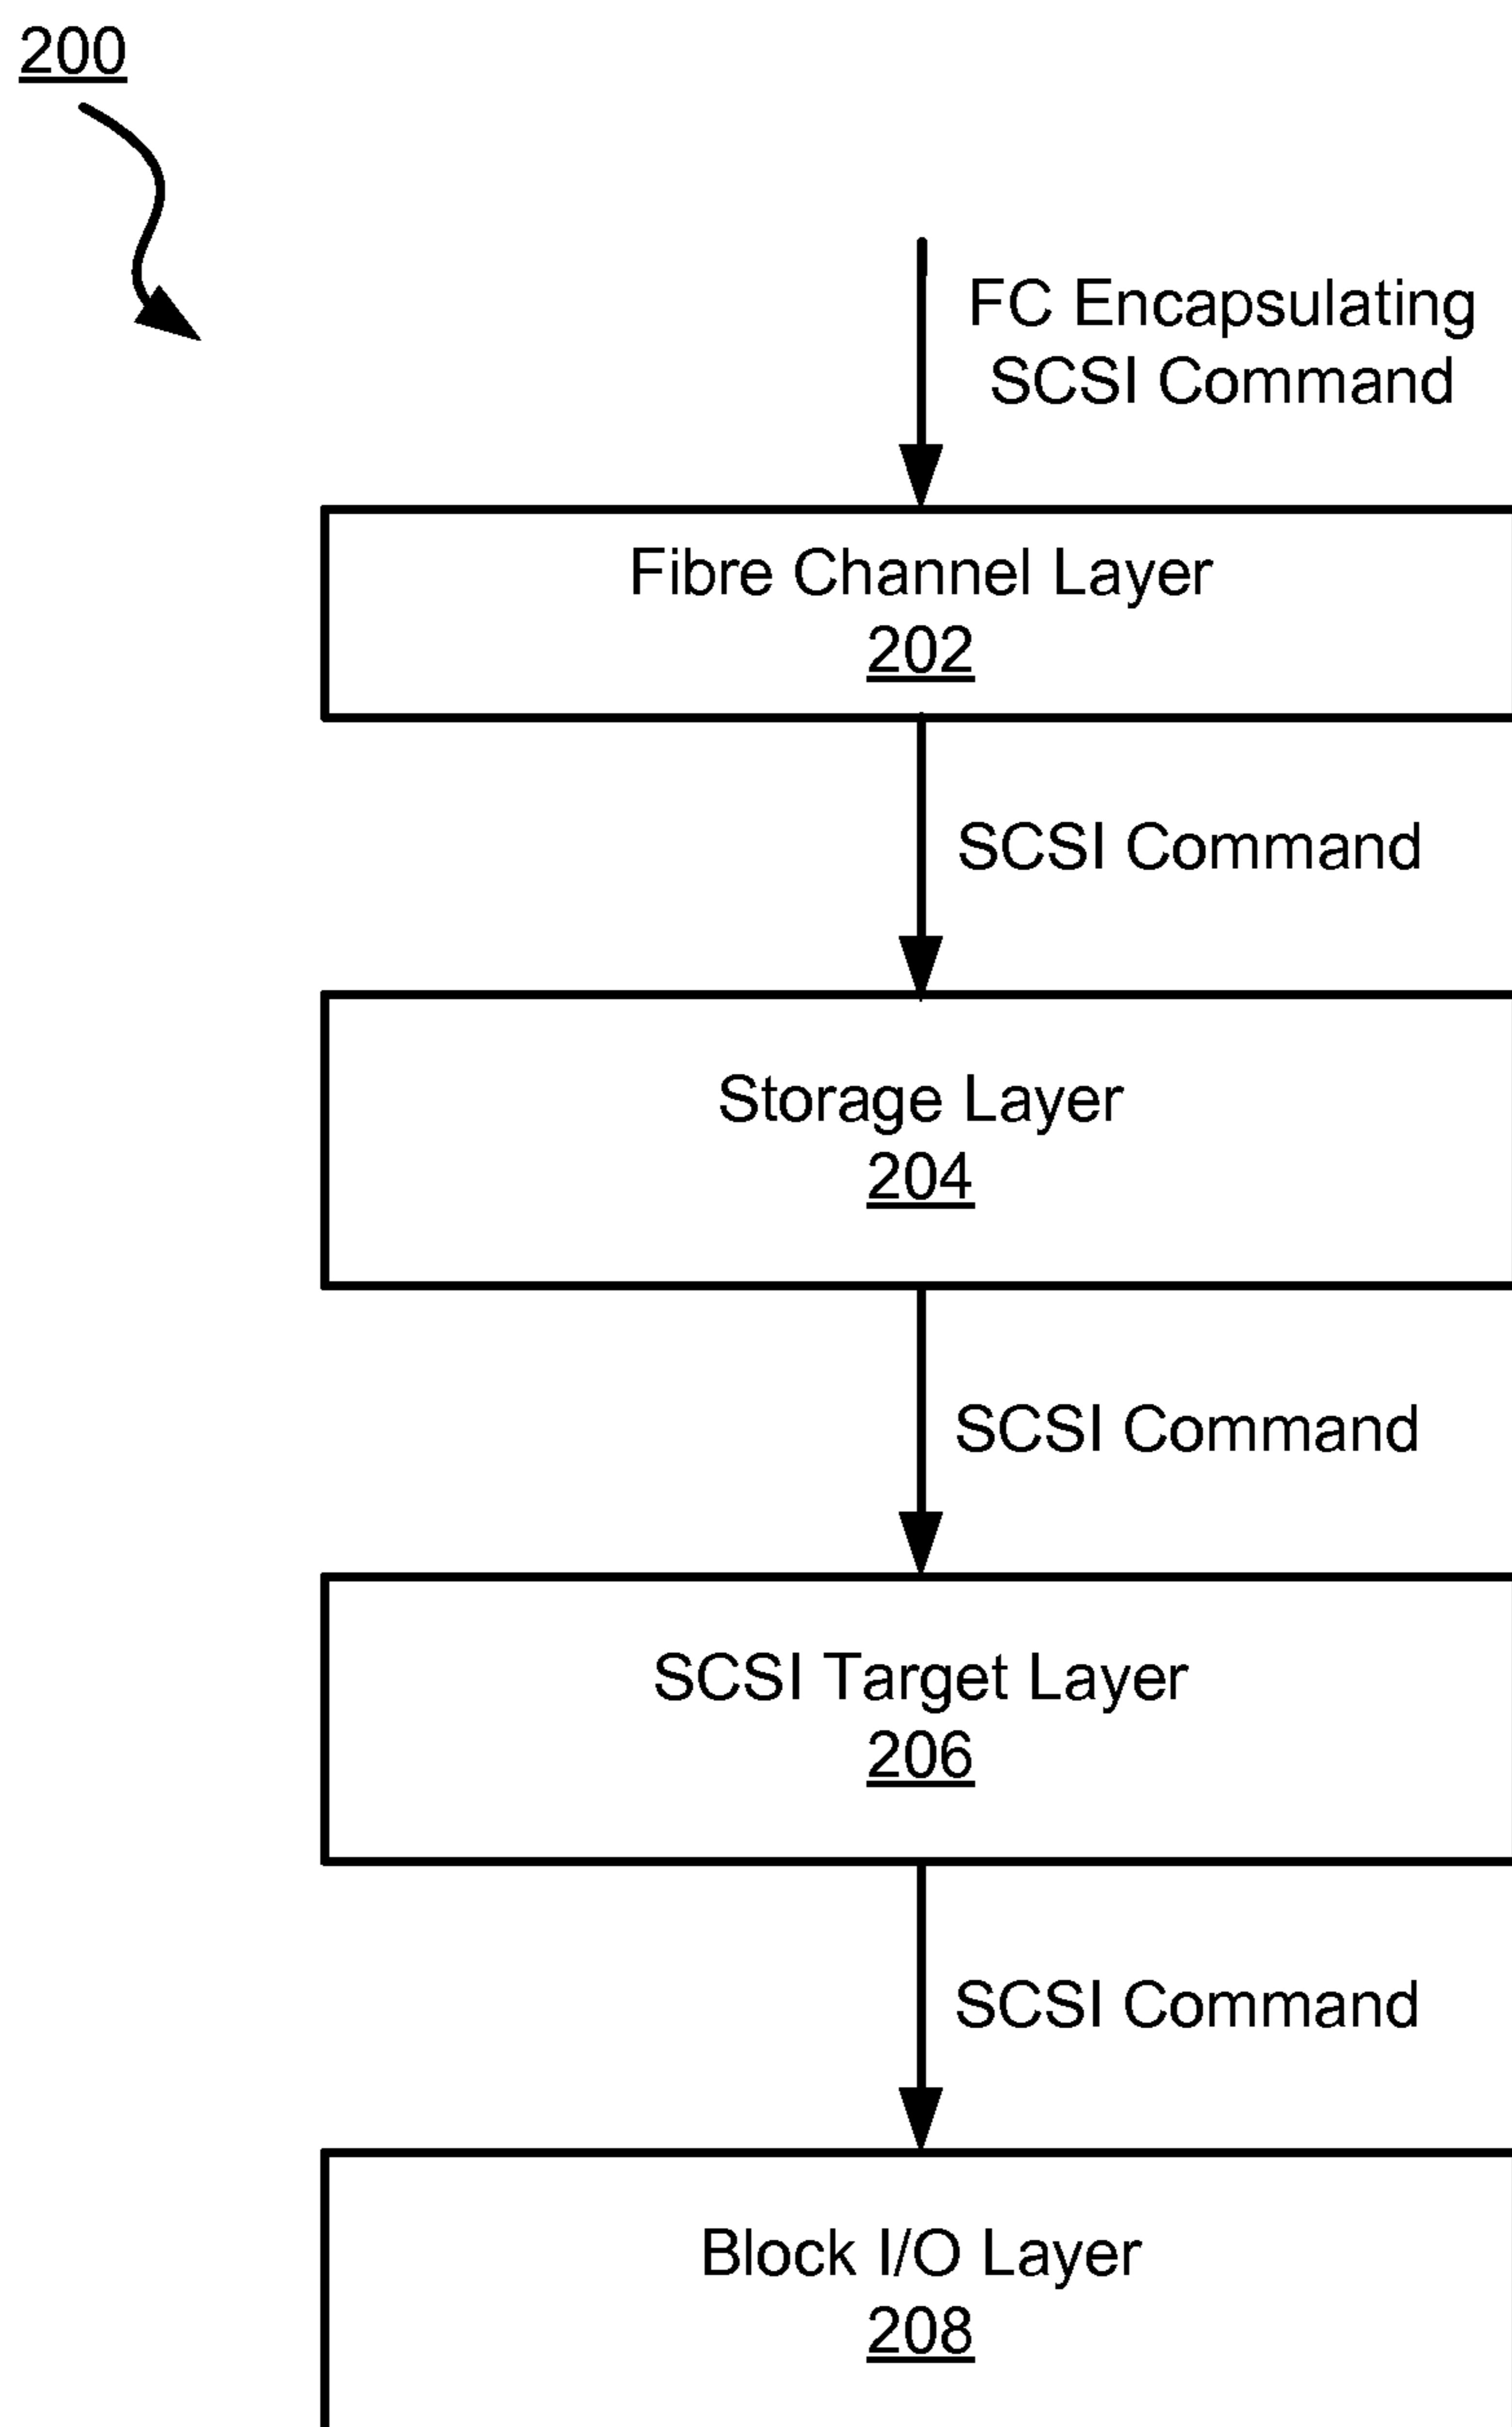 200
FC Encapsulating
SCSI Command
Fibre Channel Layer
202
SCSI Command
Storage Layer
204
SCSI Command
SCSI Target Layer
206
SCSI Command
Block I/O Layer
208